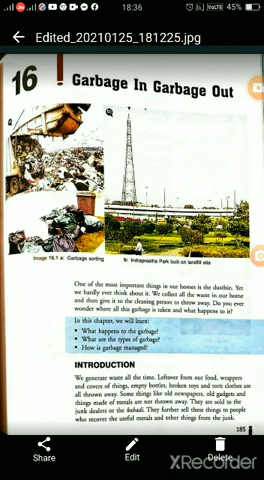 18:36
VoLTE
45%
Edited_20210125_181225.jpg
16
Garbage In Garbage Out
Image 16.1 a: Garbage sorting
b: Indraprastha Park built on landfill site
One of the most important things in our homes is the dustbin. Yet
we hardly ever think about it. We collect all the waste in our home
and then give it to the cleaning person to throw away. Do you ever
wonder where all this garbage is taken and what happens to it?
In this chapter, we will learn:
• What happens to the garbage?
• What are the types of garbage?
• How is garbage managed?
INTRODUCTION
We generate waste all the time. Leftover from our food, wrappers
and covers of things, empty bottles, broken toys and torn clothes are
all thrown away. Some things like old newspapers, old gadgets and
things made of metals are not thrown away. They are sold to the
junk dealers or the kabadi. They further sell these things to people
who recover the useful metals and other things from the junk.
185
Share
Edit
Delete
XRecorder